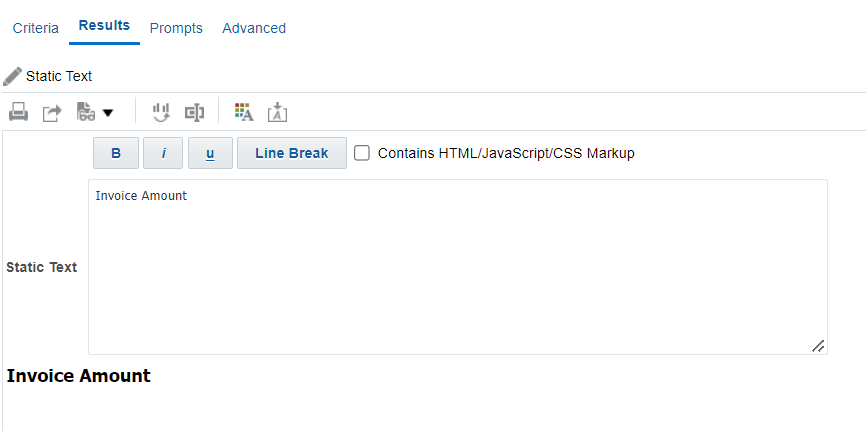 Criteria Results Prompts Advanced
Static Text
B i u Line Break Contains HTML/JavaScript/CSS Markup
Invoice Amount
Static Text
Invoice Amount